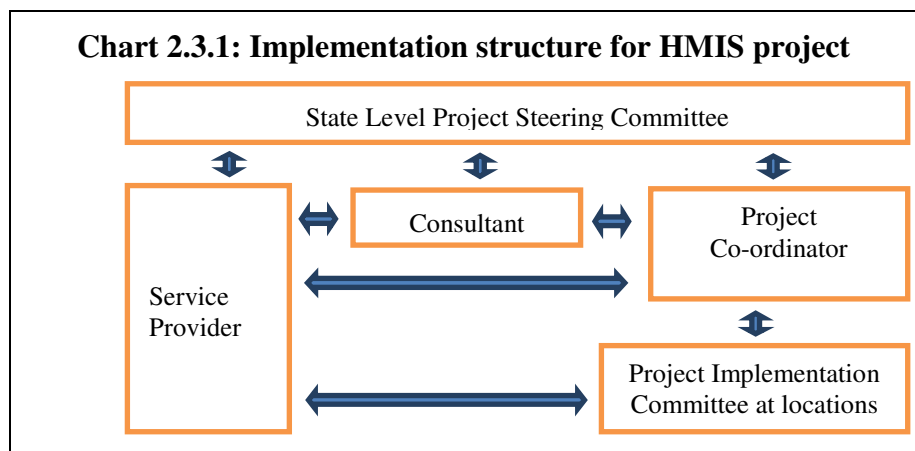 Chart 2.3.1: Implementation structure for HMIS project
State Level Project Steering Committee
Consultant
Project
Co-ordinator
Service
Provider
Project Implementation
Committee at locations